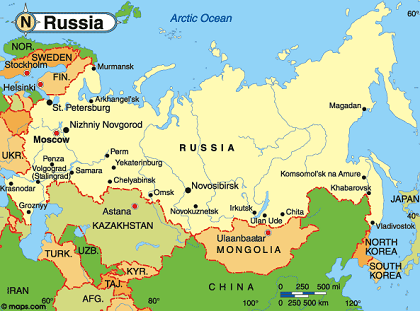 N
Russia
Arctic Ocean
NOR.
SWEDEN
Stockholm
FIN.
Helsinki
Murmansk
60°
St. Petersburg
Arkhangel'sk
Nizhniy Novgorod
Moscow
RUSSIA
Magadan
UKR.
Penza
Perm
Yekaterinburg
Volgograd
(Stalingrad)
Samara
Chelyabinsk
Omsk
Novosibirsk
Komsomol'sk na Amure
Khabarovsk
Krasnodar
Groznyy
Astana
KAZAKHSTAN
Novokuznetsk
Irkutsk
Ulan Ude
Chita
JAPAN
Ulaanbaatar
MONGOLIA
Vladivostok
40°
TURK.
UZB.
KYR.
TAJ.
NORTH
KOREA
SOUTH
KOREA
IRAN
AFG.
CHINA
0
250
500 mi
0
250 500 km
© maps.com
60°
80°
100°
120°